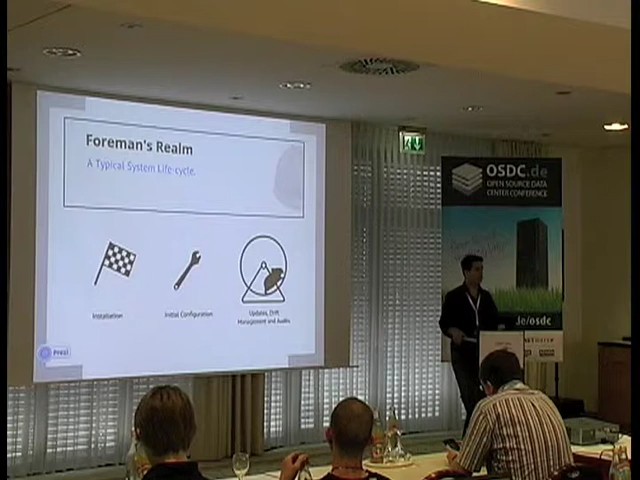 Foreman's Realm
A Typical System Life-cycle.
Installation
Initial Configuration
Updates, Drift
Management and Audits
Prezi
OSDC.de
OPEN SOURCE DATA
CENTER CONFERENCE
.de/osdc